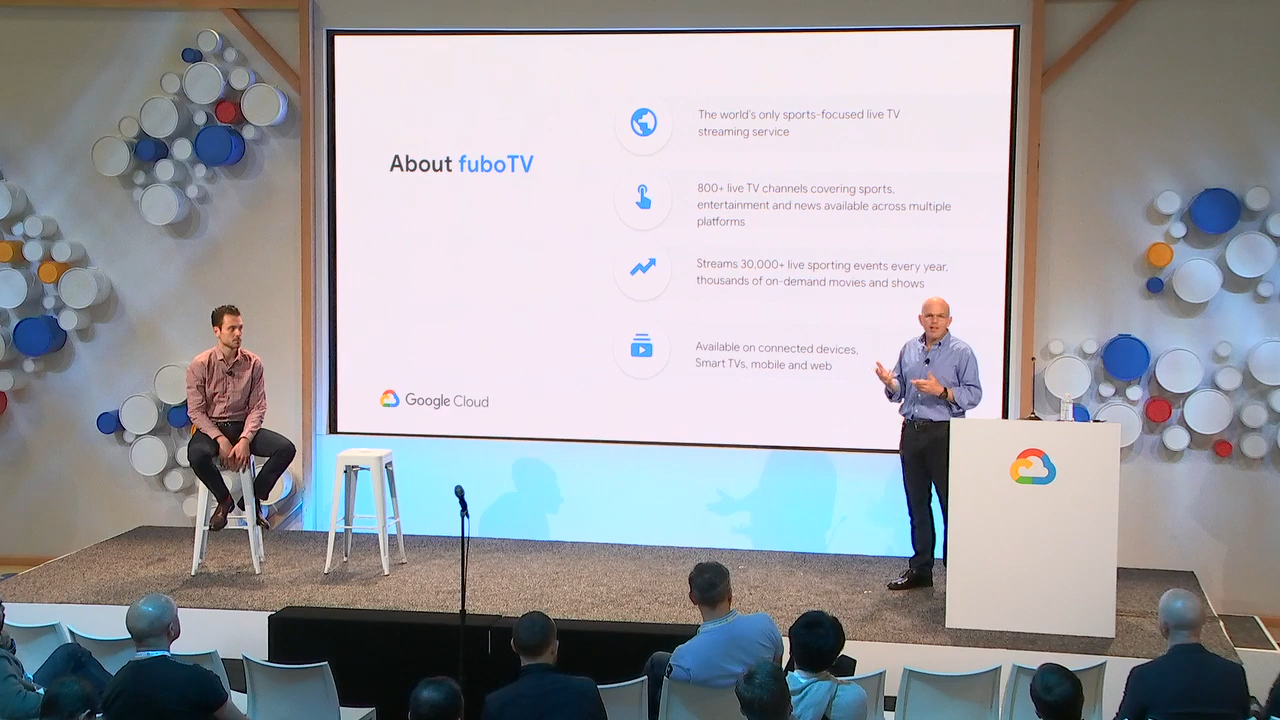 About fuboTV
The world's only sports-focused live TV
streaming service
800+ live TV channels covering sports,
entertainment and news available across multiple
platforms
Streams 30,000+ live sporting events every year,
thousands of on-demand movies and shows
Available on connected devices,
Smart TVs, mobile and web
Google Cloud